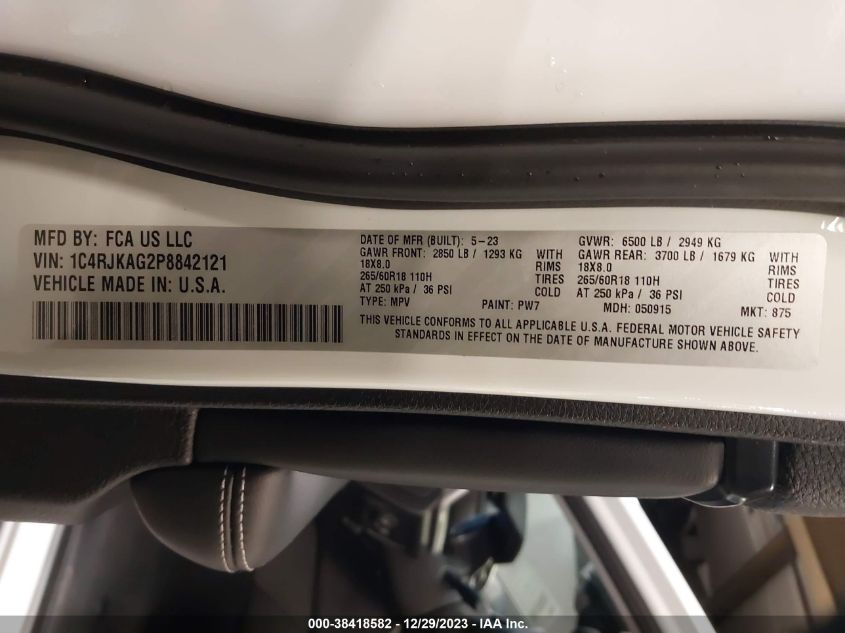 MFD BY: FCA US LLC
VIN: 1C4RJKAG2P8842121
VEHICLE MADE IN: U.S.A.
DATE OF MFR (BUILT): 5-23
GAWR FRONT: 2850 LB / 1293 KG WITH
18X8.0 RIMS
265/60R18 110H TIRES
AT 250 kPa / 36 PSI COLD
TYPE: MPV PAINT: PW7
GVWR: 6500 LB / 2949 KG
GAWR REAR: 3700 LB / 1679 KG WITH
18X8.0 RIMS
265/60R18 110H TIRES
AT 250 kPa / 36 PSI COLD
MDH: 050915 MKT: 875
THIS VEHICLE CONFORMS TO ALL APPLICABLE U.S.A. FEDERAL MOTOR VEHICLE SAFETY
STANDARDS IN EFFECT ON THE DATE OF MANUFACTURE SHOWN ABOVE.
000-38418582 - 12/29/2023 - IAAI.com.